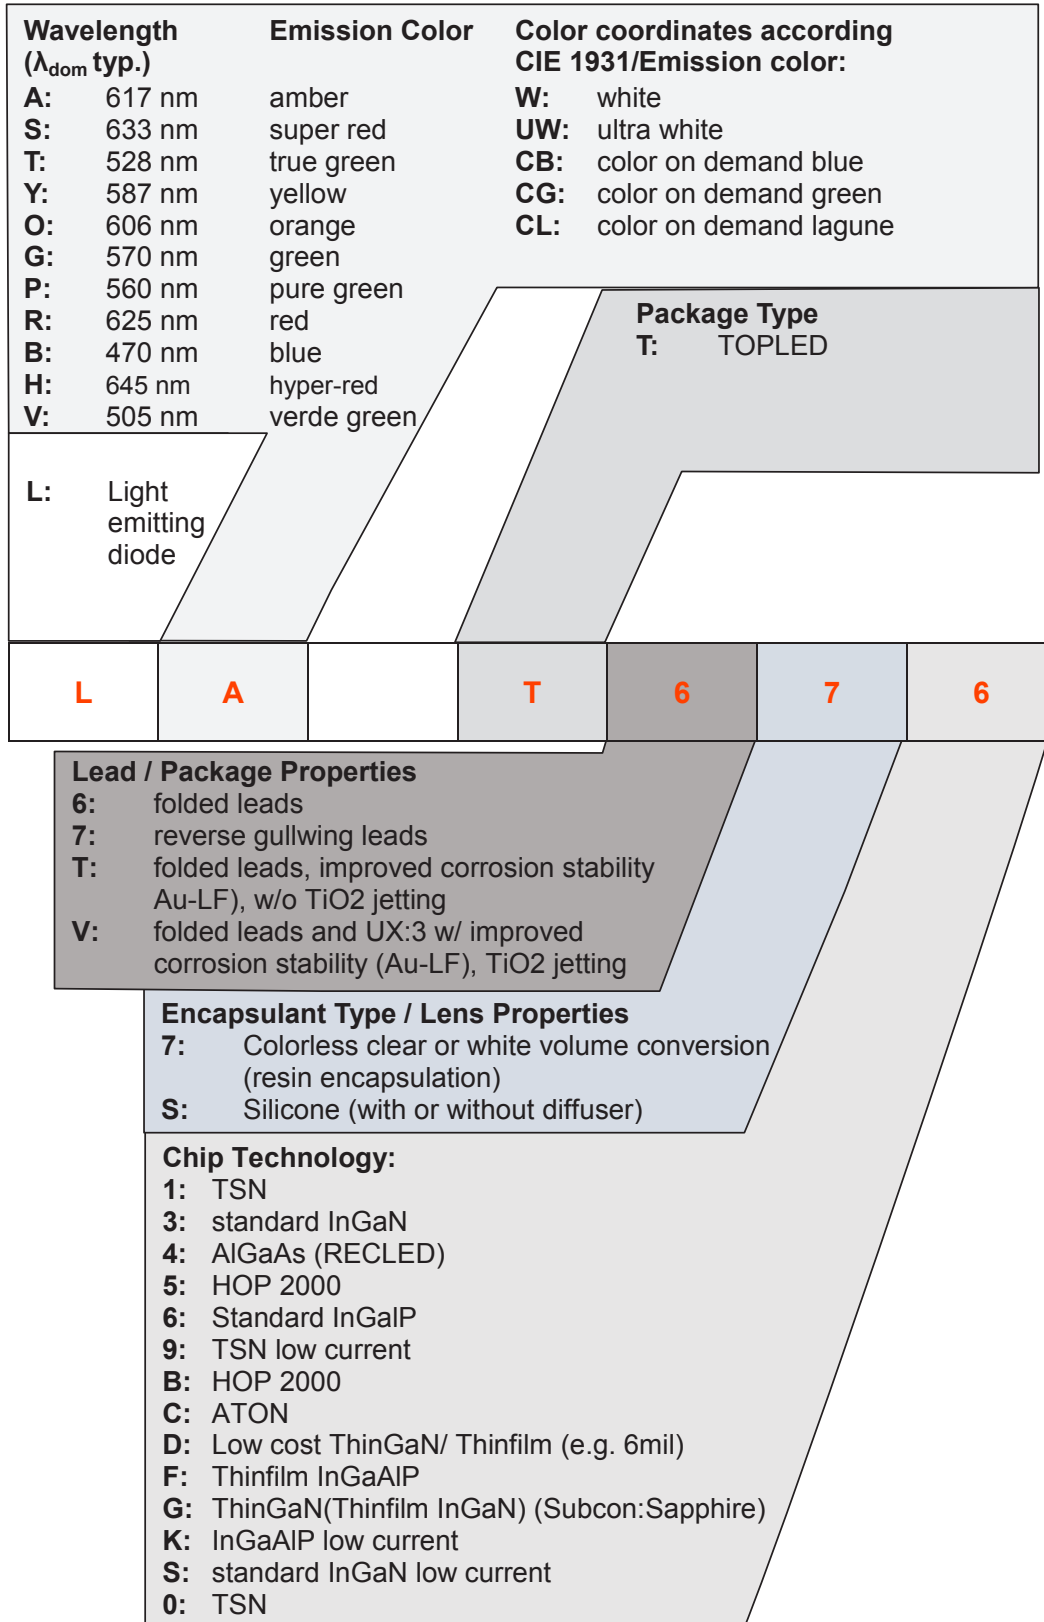 Wavelength Emission Color Color coordinates according
(λdom typ.) CIE 1931/Emission color:
A: 617 nm amber W: white
S: 633 nm super red UW: ultra white
T: 528 nm true green CB: color on demand blue
Y: 587 nm yellow CG: color on demand green
O: 606 nm orange CL: color on demand lagune
G: 570 nm green
P: 560 nm pure green
R: 625 nm red
B: 470 nm blue
H: 645 nm hyper-red
V: 505 nm verde green
Package Type
T: TOPLED
L: Light
emitting
diode
L A T 6 7 6
Lead / Package Properties
6: folded leads
7: reverse gullwing leads
T: folded leads, improved corrosion stability
Au-LF), w/o TiO2 jetting
V: folded leads and UX:3 w/ improved
corrosion stability (Au-LF), TiO2 jetting
Encapsulant Type / Lens Properties
7: Colorless clear or white volume conversion
(resin encapsulation)
S: Silicone (with or without diffuser)
Chip Technology:
1: TSN
3: standard InGaN
4: AlGaAs (RECLED)
5: HOP 2000
6: Standard InGalP
9: TSN low current
B: HOP 2000
C: ATON
D: Low cost ThinGaN/ Thinfilm (e.g. 6mil)
F: Thinfilm InGaAlP
G: ThinGaN(Thinfilm InGaN) (Subcon:Sapphire)
K: InGaAlP low current
S: standard InGaN low current
0: TSN